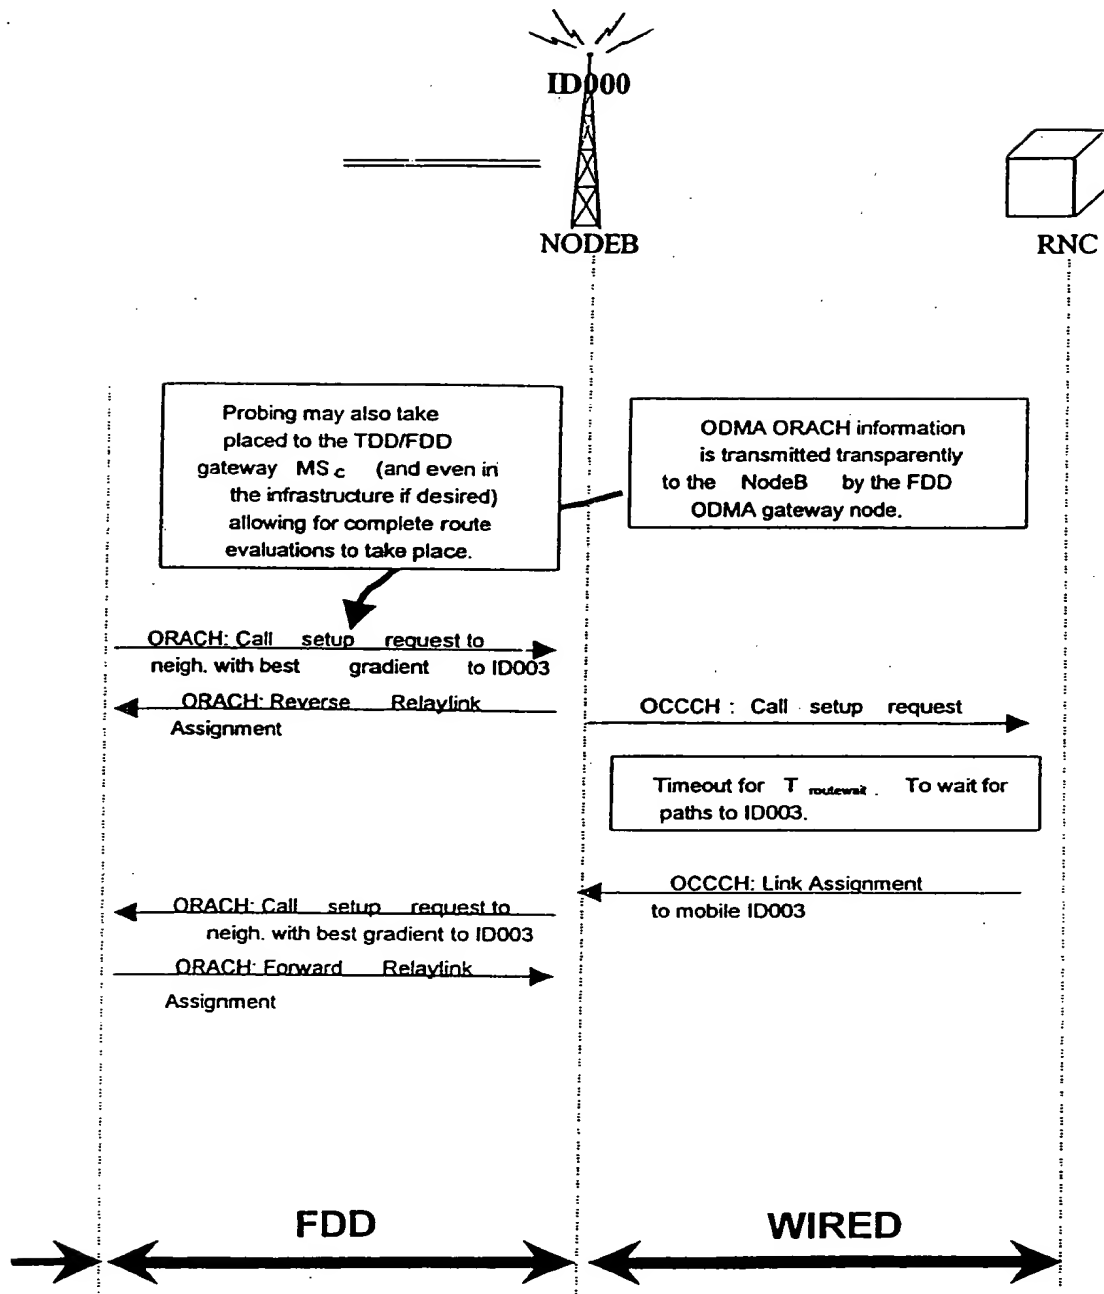 ID000
NODEB
RNC
Probing may also take
placed to the TDD/FDD
gateway MS c (and even in
the infrastructure if desired)
allowing for complete route
evaluations to take place.
ODMA ORACH information
is transmitted transparently
to the NodeB by the FDD
ODMA gateway node.
ORACH: Call setup request to
neigh. with best gradient to ID003
ORACH: Reverse Relaylink
Assignment
OCCCH : Call setup request
Timeout for T routewait . To wait for
paths to ID003.
OCCCH: Link Assignment
to mobile ID003
ORACH: Call setup request to
neigh. with best gradient to ID003
ORACH: Forward Relaylink
Assignment
FDD
WIRED